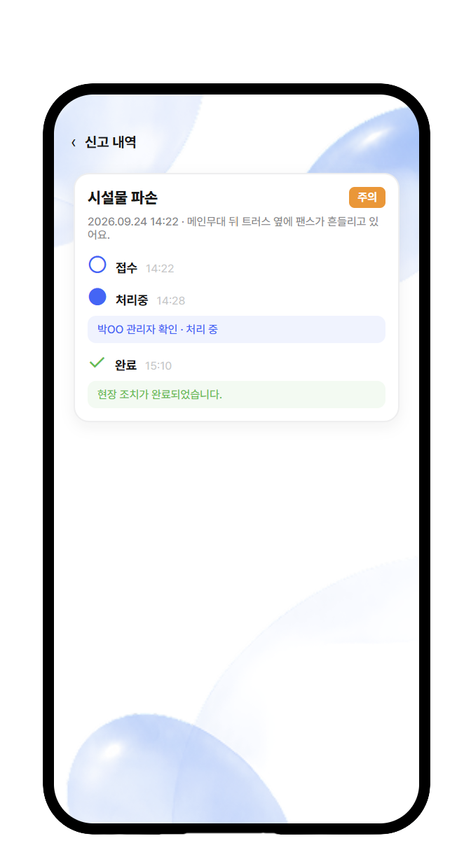 ‹ 신고 내역
시설물 파손 주의
2026.09.24 14:22 · 메인무대 뒤 트러스 옆에 팬스가 흔들리고 있
어요.
접수 14:22
처리중 14:28
박OO 관리자 확인 · 처리 중
완료 15:10
현장 조치가 완료되었습니다.